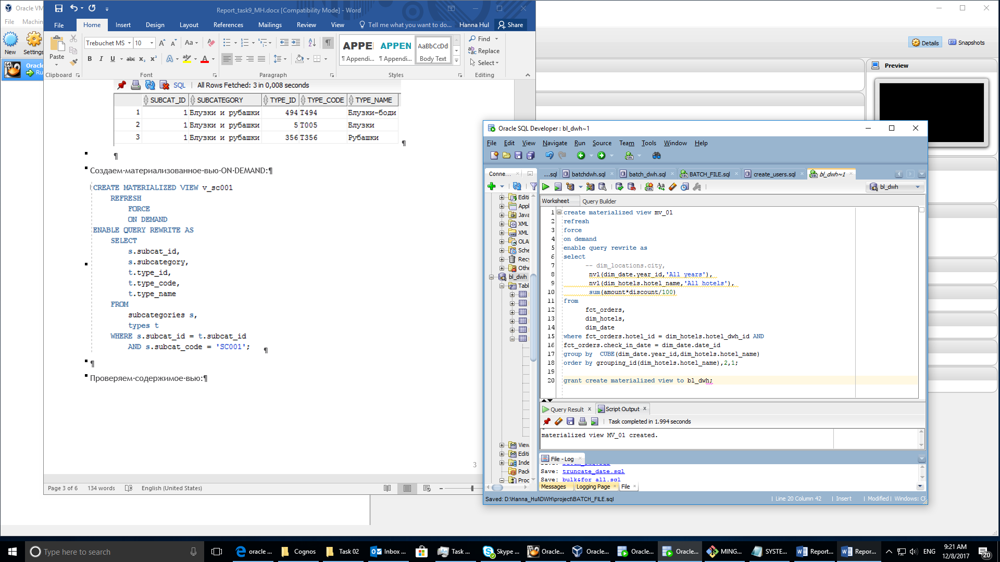 Oracle VM
File Machin
New
Settings
Oracle
Ru
Report_task9_MH.docx [Compatibility Mode] - Word
File Home Insert Design Layout References Mailings Review View Tell me what you want to do... Hanna Hul Share
Paste
Clipboard
Trebuchet MS 10
Font
Paragraph
¶ Appendi...
¶ Appendi...
AaBbCcDd
Body Text
Styles
Find
Replace
Select
Editing
SQL | All Rows Fetched: 3 in 0,008 seconds
SUBCAT_ID SUBCATEGORY TYPE_ID TYPE_CODE TYPE_NAME
1 1 Блузки и рубашки 494 T494 Блузки-боди
2 1 Блузки и рубашки 5 T005 Блузки
3 1 Блузки и рубашки 356 T356 Рубашки
¶
¶
Создаем·материализованное·вью·ON·DEMAND:¶
CREATE MATERIALIZED VIEW v_sc001
REFRESH
FORCE
ON DEMAND
ENABLE QUERY REWRITE AS
SELECT
s.subcat_id,
s.subcategory,
t.type_id,
t.type_code,
t.type_name
FROM
subcategories s,
types t
WHERE s.subcat_id = t.subcat_id
AND s.subcat_code = 'SC001'; ¶
¶
Проверяем·содержимое·вью:¶
3
Page 3 of 6 134 words English (United States)
Details Snapshots
Preview
Oracle SQL Developer : bl_dwh~1
File Edit View Navigate Run Source Team Tools Window Help
Conne...
...sql batchdwh.sql batch_dwh.sql BATCH_FILE.sql create_users.sql bl_dwh~1
bl_dwh
Worksheet Query Builder
Editi
Appl
Java
XML
XML
OLAI
Sche
Recy
Othe
bl_dwh
Tabl
View
Editi
Inde
Pack
Proc
1 create materialized view mv_01
2 refresh
3 force
4 on demand
5 enable query rewrite as
6 select
7 -- dim_locations.city,
8 nvl(dim_date.year_id,'All years'),
9 nvl(dim_hotels.hotel_name,'All hotels'),
10 sum(amount*discount/100)
11 from
12 fct_orders,
13 dim_hotels,
14 dim_date
15 where fct_orders.hotel_id = dim_hotels.hotel_dwh_id AND
16 fct_orders.check_in_date = dim_date.date_id
17 group by CUBE(dim_date.year_id,dim_hotels.hotel_name)
18 order by grouping_id(dim_hotels.hotel_name),2,1;
19
20 grant create materialized view to bl_dwh;
Query Result Script Output
Task completed in 1.994 seconds
materialized view MV_01 created.
File - Log
Save: truncate_date.sql
Save: bulk&for_all.sql
Messages Logging Page File
Saved: D:\Hanna_Hul\DWH\project\BATCH_FILE.sql
Line 20 Column 42 Insert Modified Windows: CF
Type here to search
oracle ...
Cognos
Task 02
Inbox ...
Task ...
Skype ...
Oracle...
Oracle...
Oracle...
Oracle...
MING...
SYSTE...
Report...
Repor...
ENG
9:21 AM
12/8/2017
20